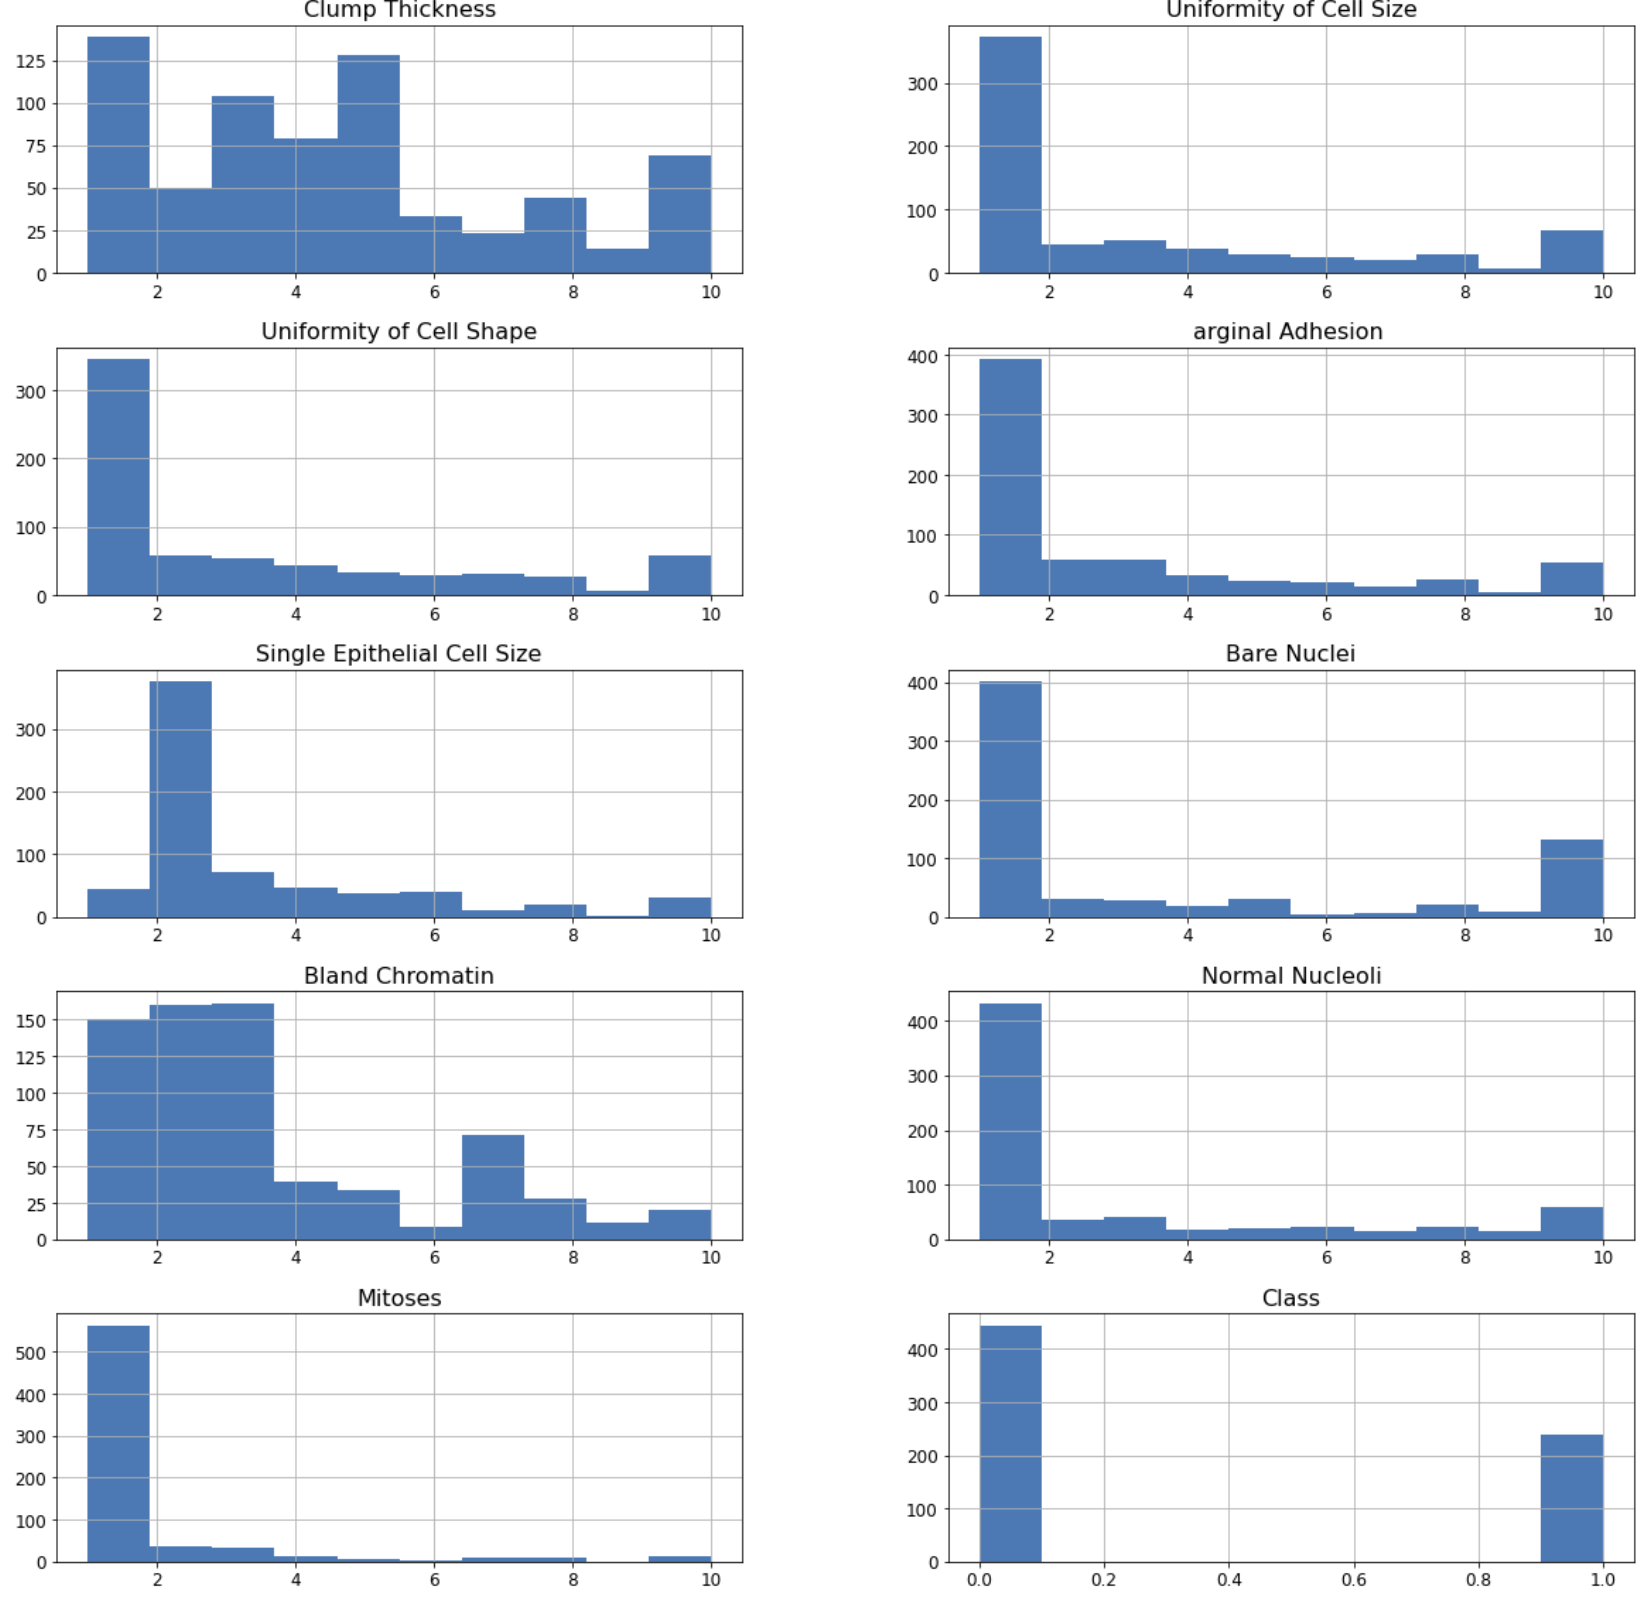 Clump Thickness
125
100
75
50
25
0
2 4 6 8 10
Uniformity of Cell Size
300
200
100
0
2 4 6 8 10
Uniformity of Cell Shape
300
200
100
0
2 4 6 8 10
arginal Adhesion
400
300
200
100
0
2 4 6 8 10
Single Epithelial Cell Size
300
200
100
0
2 4 6 8 10
Bare Nuclei
400
300
200
100
0
2 4 6 8 10
Bland Chromatin
150
125
100
75
50
25
0
2 4 6 8 10
Normal Nucleoli
400
300
200
100
0
2 4 6 8 10
Mitoses
500
400
300
200
100
0
2 4 6 8 10
Class
400
300
200
100
0
0.0 0.2 0.4 0.6 0.8 1.0